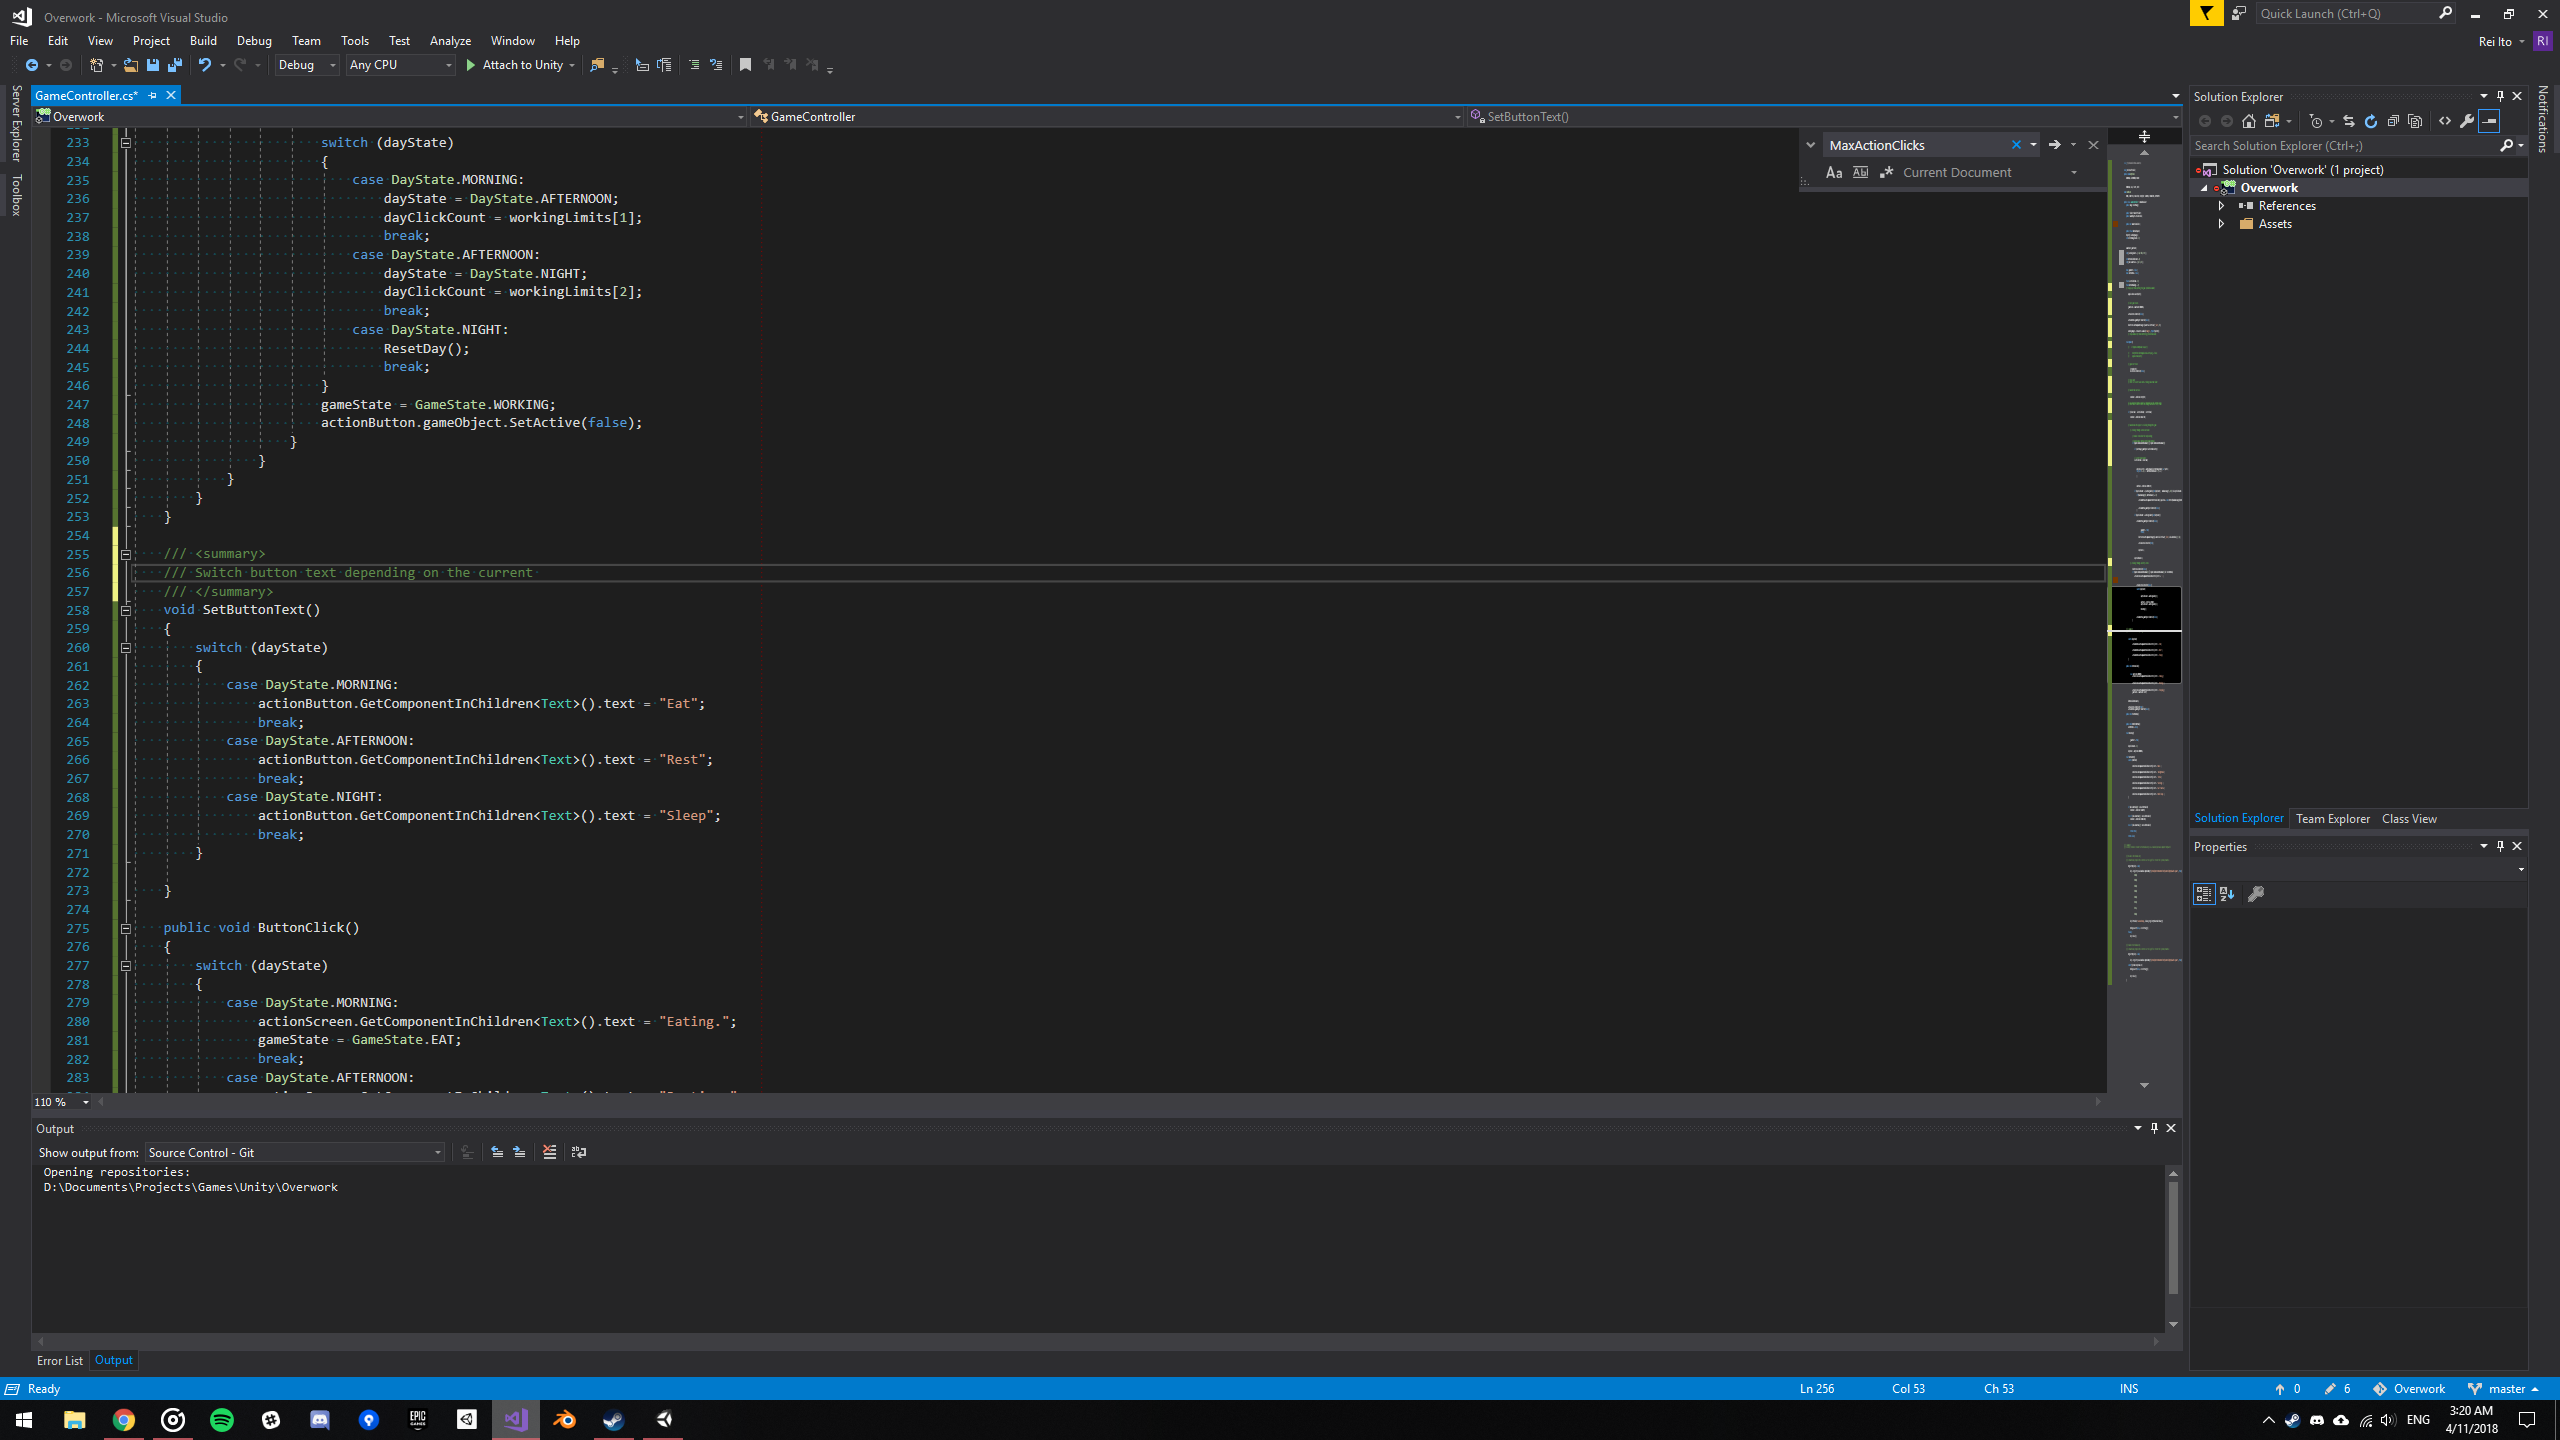 Overwork - Microsoft Visual Studio
Quick Launch (Ctrl+Q)
File Edit View Project Build Debug Team Tools Test Analyze Window Help
Rei Ito RI
Debug Any CPU Attach to Unity
Server Explorer
Toolbox
Notifications
GameController.cs*
Overwork GameController SetButtonText()
MaxActionClicks
Aa Ab Current Document
233 switch (dayState)
234 {
235 case DayState.MORNING:
236 dayState = DayState.AFTERNOON;
237 dayClickCount = workingLimits[1];
238 break;
239 case DayState.AFTERNOON:
240 dayState = DayState.NIGHT;
241 dayClickCount = workingLimits[2];
242 break;
243 case DayState.NIGHT:
244 ResetDay();
245 break;
246 }
247 gameState = GameState.WORKING;
248 actionButton.gameObject.SetActive(false);
249 }
250 }
251 }
252 }
253 }
254
255 /// <summary>
256 /// Switch button text depending on the current
257 /// </summary>
258 void SetButtonText()
259 {
260 switch (dayState)
261 {
262 case DayState.MORNING:
263 actionButton.GetComponentInChildren<Text>().text = "Eat";
264 break;
265 case DayState.AFTERNOON:
266 actionButton.GetComponentInChildren<Text>().text = "Rest";
267 break;
268 case DayState.NIGHT:
269 actionButton.GetComponentInChildren<Text>().text = "Sleep";
270 break;
271 }
272
273 }
274
275 public void ButtonClick()
276 {
277 switch (dayState)
278 {
279 case DayState.MORNING:
280 actionScreen.GetComponentInChildren<Text>().text = "Eating.";
281 gameState = GameState.EAT;
282 break;
283 case DayState.AFTERNOON:
110 %
Solution Explorer
Search Solution Explorer (Ctrl+;)
Solution 'Overwork' (1 project)
Overwork
References
Assets
Solution Explorer Team Explorer Class View
Properties
Output
Show output from: Source Control - Git
Opening repositories:
D:\Documents\Projects\Games\Unity\Overwork
Error List Output
Ready Ln 256 Col 53 Ch 53 INS 0 6 Overwork master
EPIC GAMES
ENG 3:20 AM
4/11/2018